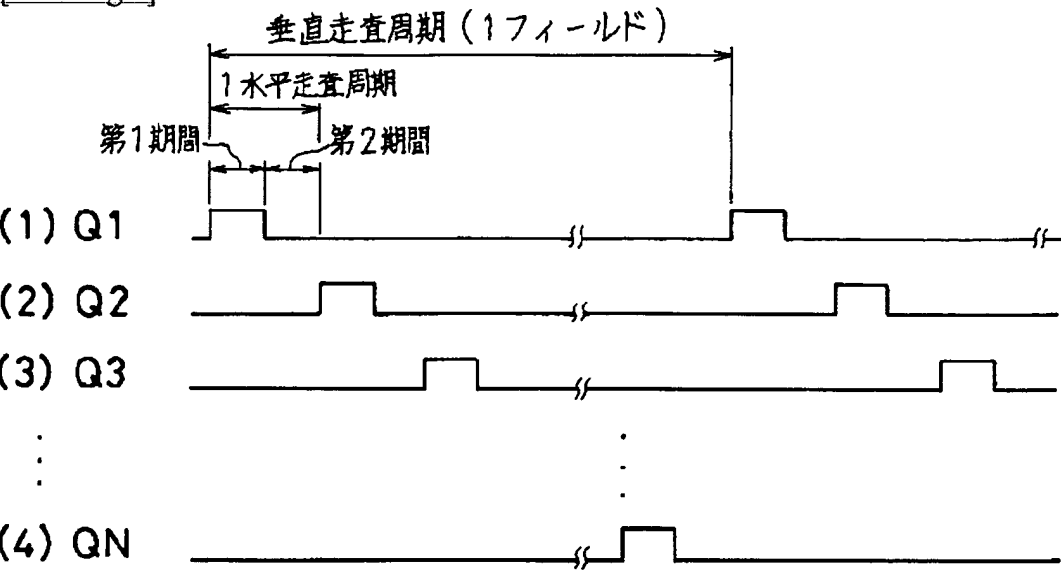 垂直走査周期(1フィールド)
1水平走査周期
第1期間 第2期間
(1) Q1
(2) Q2
(3) Q3
(4) QN